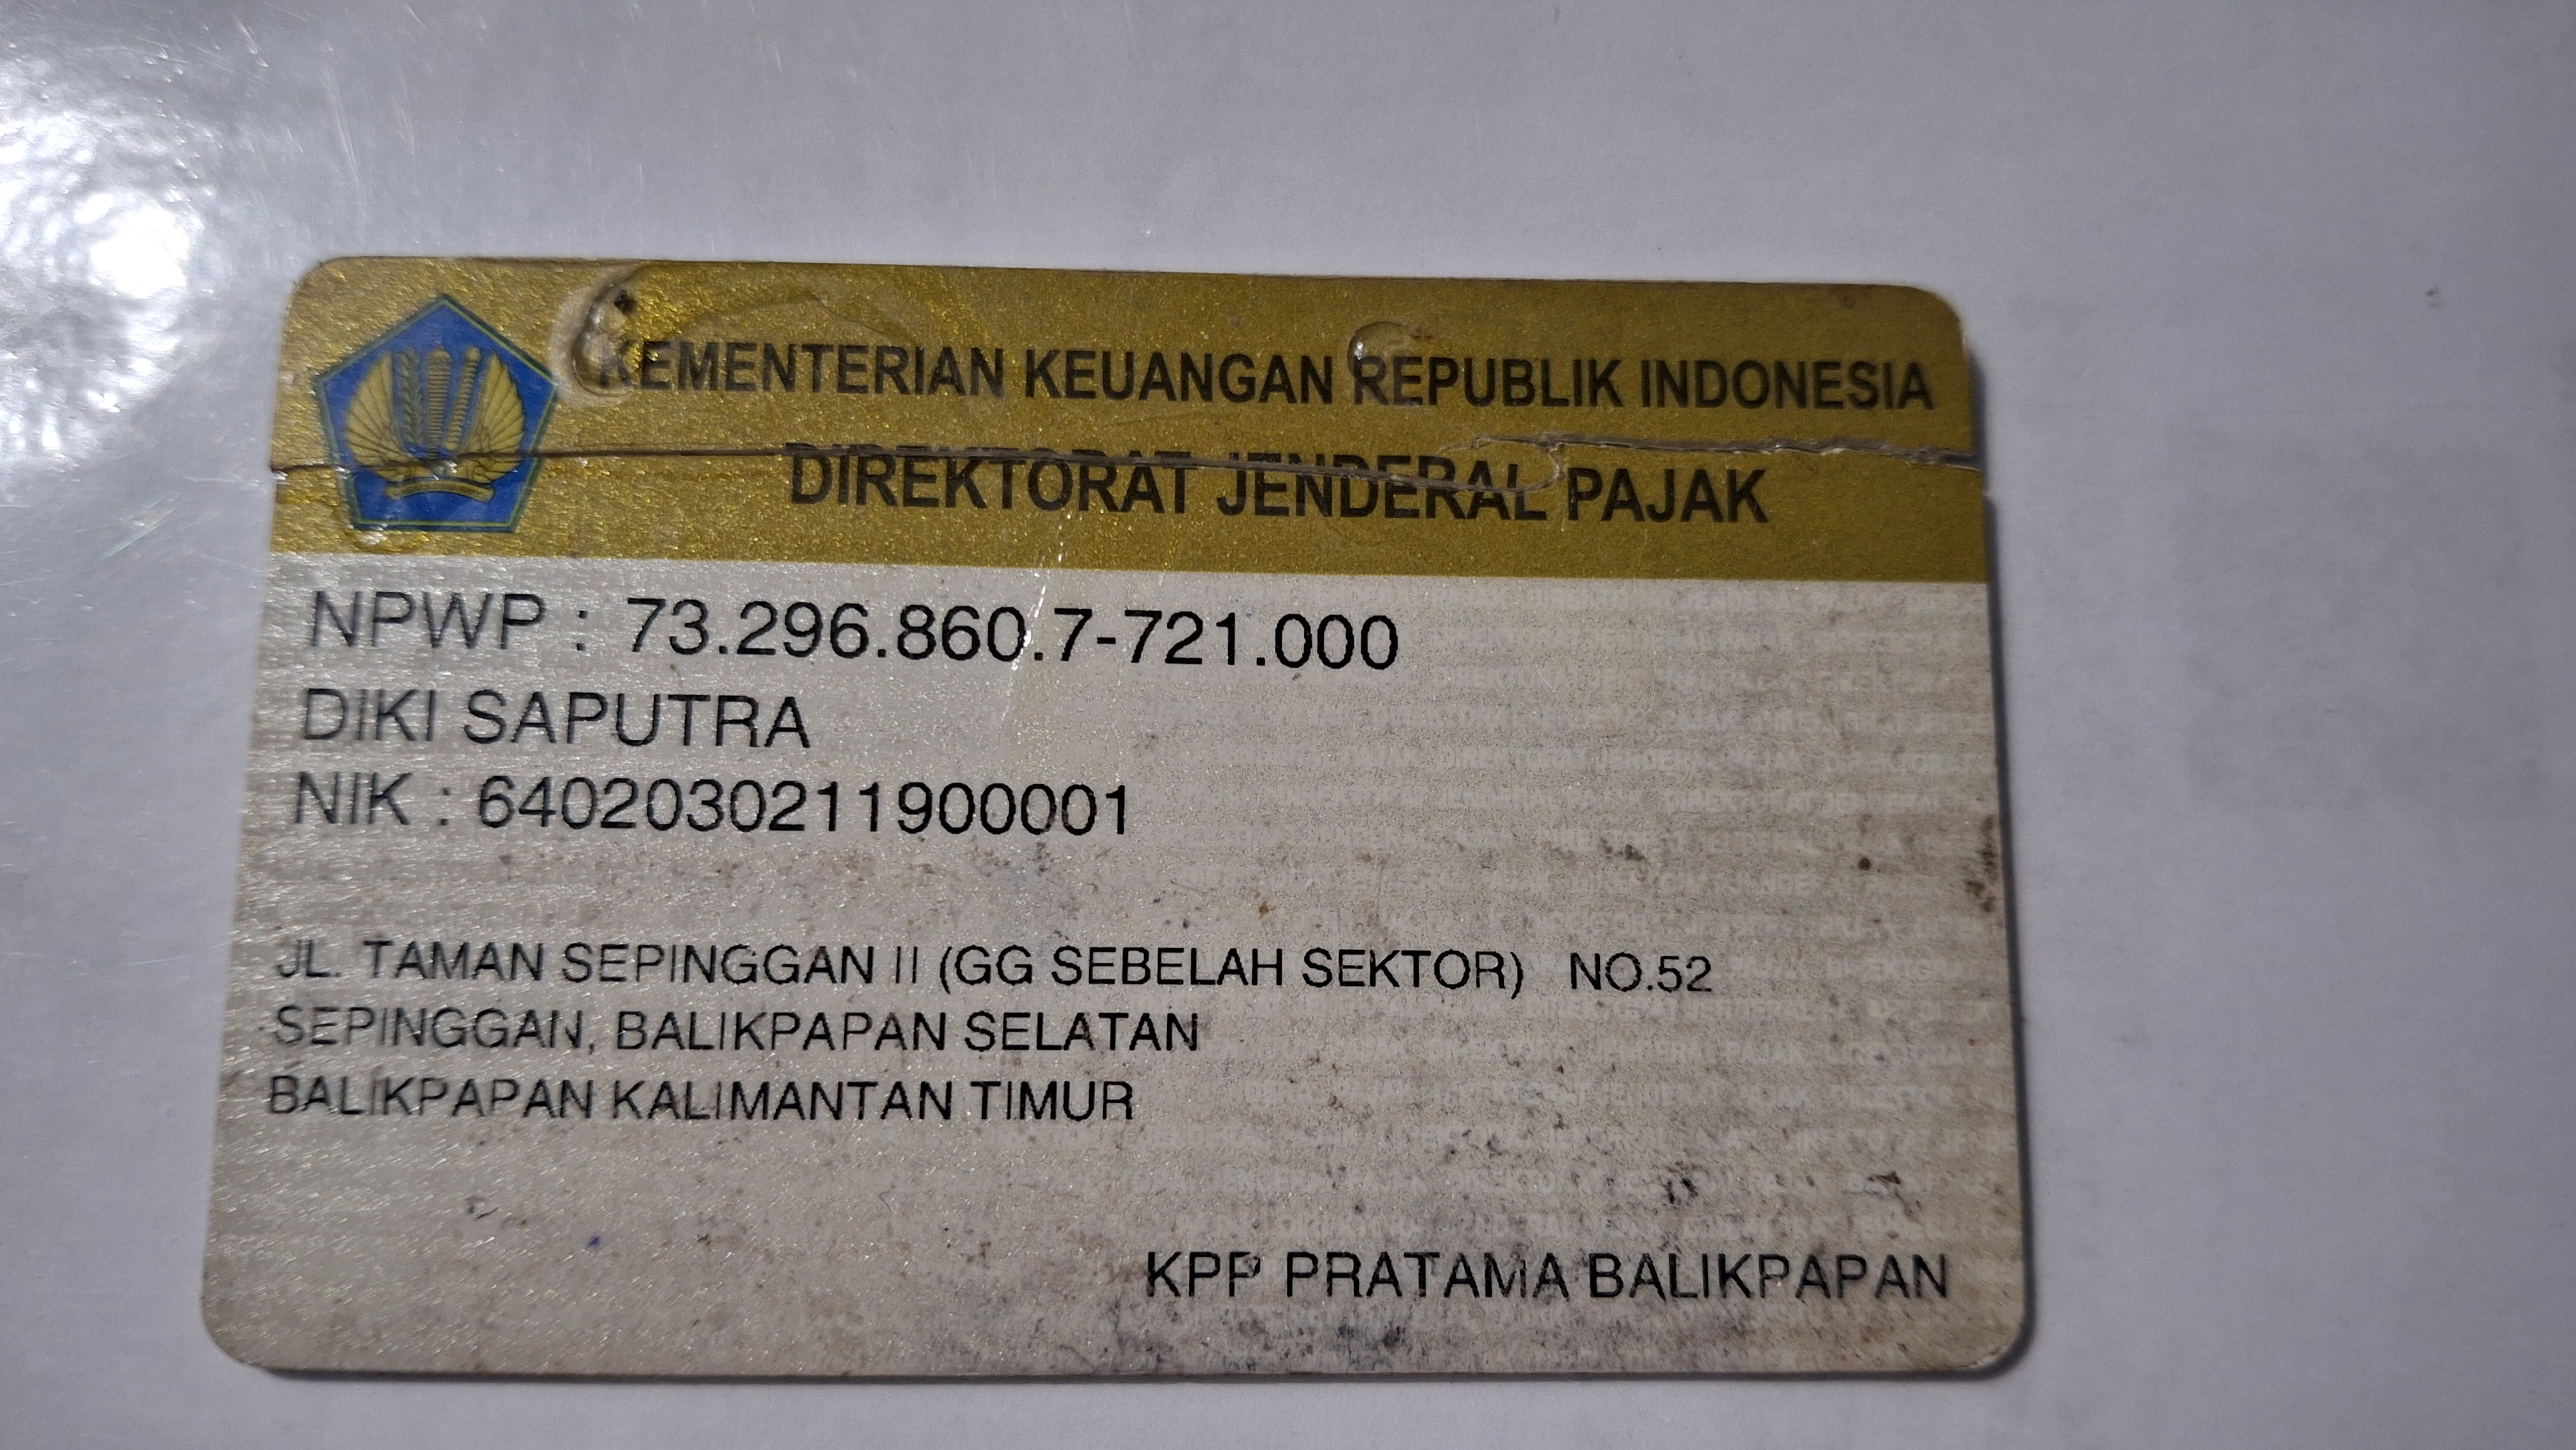 KEMENTERIAN KEUANGAN REPUBLIK INDONESIA
DIREKTORAT JENDERAL PAJAK
NPWP : 73.296.860.7-721.000
DIKI SAPUTRA
NIK : 6402030211900001
JL. TAMAN SEPINGGAN II (GG SEBELAH SEKTOR) NO.52
SEPINGGAN, BALIKPAPAN SELATAN
BALIKPAPAN KALIMANTAN TIMUR
KPP PRATAMA BALIKPAPAN